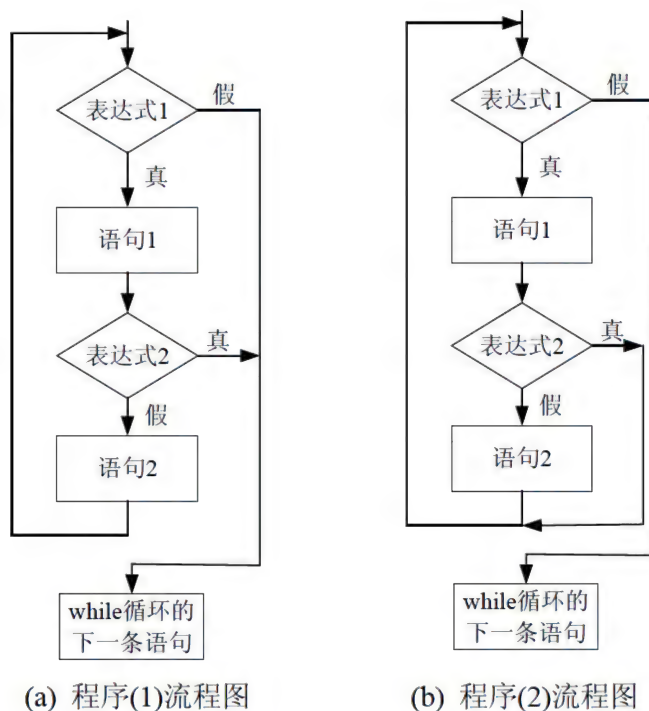 表达式1
假
真
语句1
表达式2
真
假
语句2
while循环的
下一条语句
(a) 程序(1)流程图
表达式1
假
真
语句1
表达式2
真
假
语句2
while循环的
下一条语句
(b) 程序(2)流程图